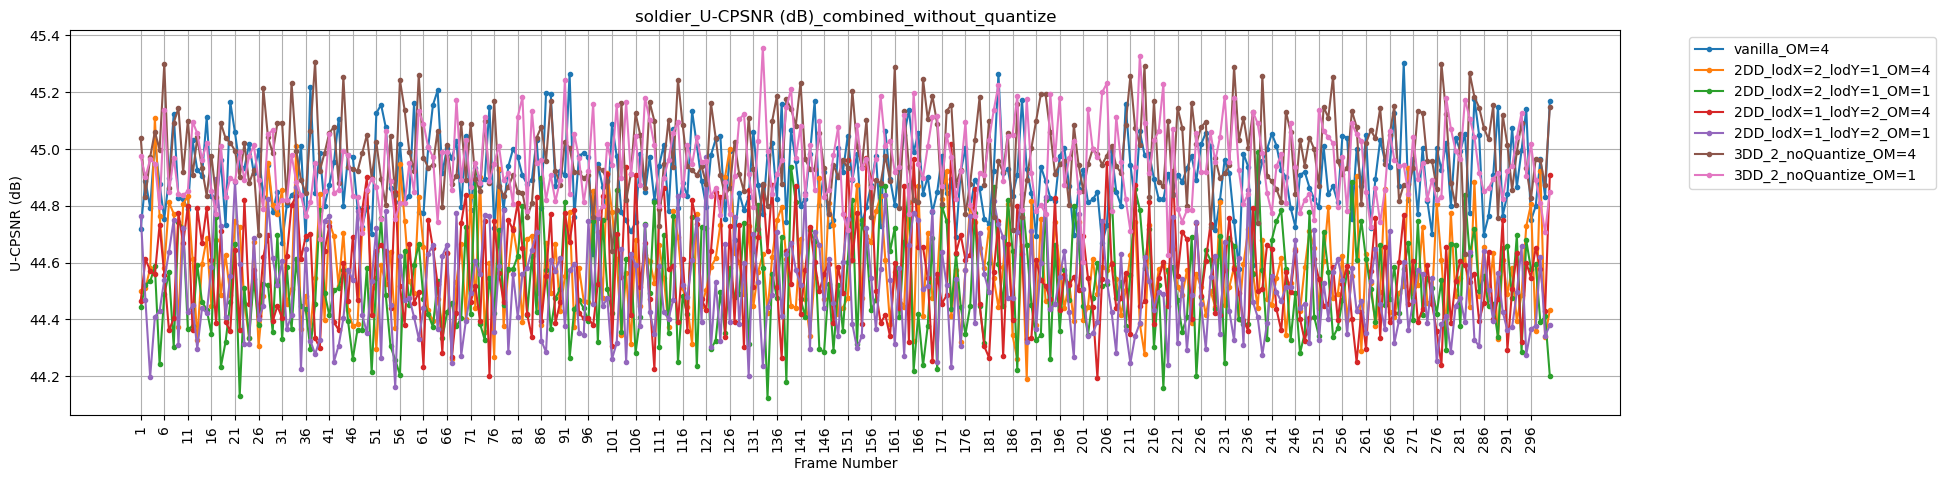 soldier_U-CPSNR (dB)_combined_without_quantize
U-CPSNR (dB)
45.4
45.2
45.0
44.8
44.6
44.4
44.2
1 6 11 16 21 26 31 36 41 46 51 56 61 66 71 76 81 86 91 96 101 106 111 116 121 126 131 136 141 146 151 156 161 166 171 176 181 186 191 196 201 206 211 216 221 226 231 236 241 246 251 256 261 266 271 276 281 286 291 296
Frame Number
vanilla_OM=4
2DD_lodX=2_lodY=1_OM=4
2DD_lodX=2_lodY=1_OM=1
2DD_lodX=1_lodY=2_OM=4
2DD_lodX=1_lodY=2_OM=1
3DD_2_noQuantize_OM=4
3DD_2_noQuantize_OM=1